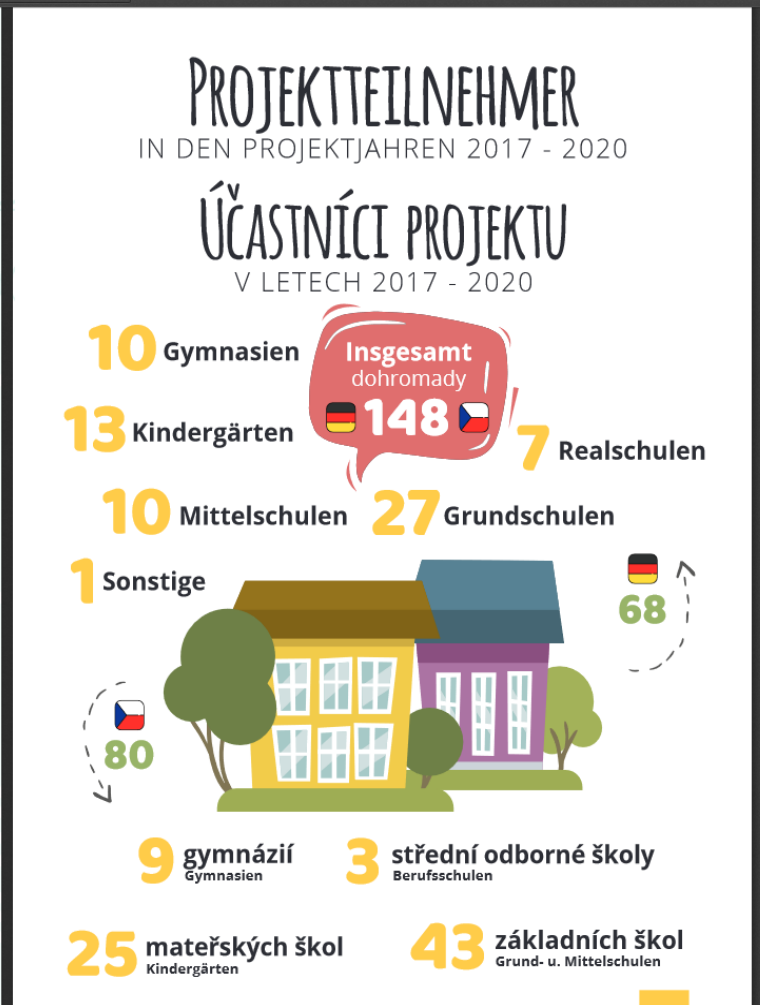 PROJEKTTEILNEHMER
IN DEN PROJEKTJAHREN 2017 - 2020
ÚČASTNÍCI PROJEKTU
V LETECH 2017 - 2020
10 Gymnasien
Insgesamt
dohromady
148
13 Kindergärten
7 Realschulen
10 Mittelschulen
27 Grundschulen
1 Sonstige
68
80
9 gymnázií
Gymnasien
3 střední odborné školy
Berufsschulen
25 mateřských škol
Kindergärten
43 základních škol
Grund- u. Mittelschulen